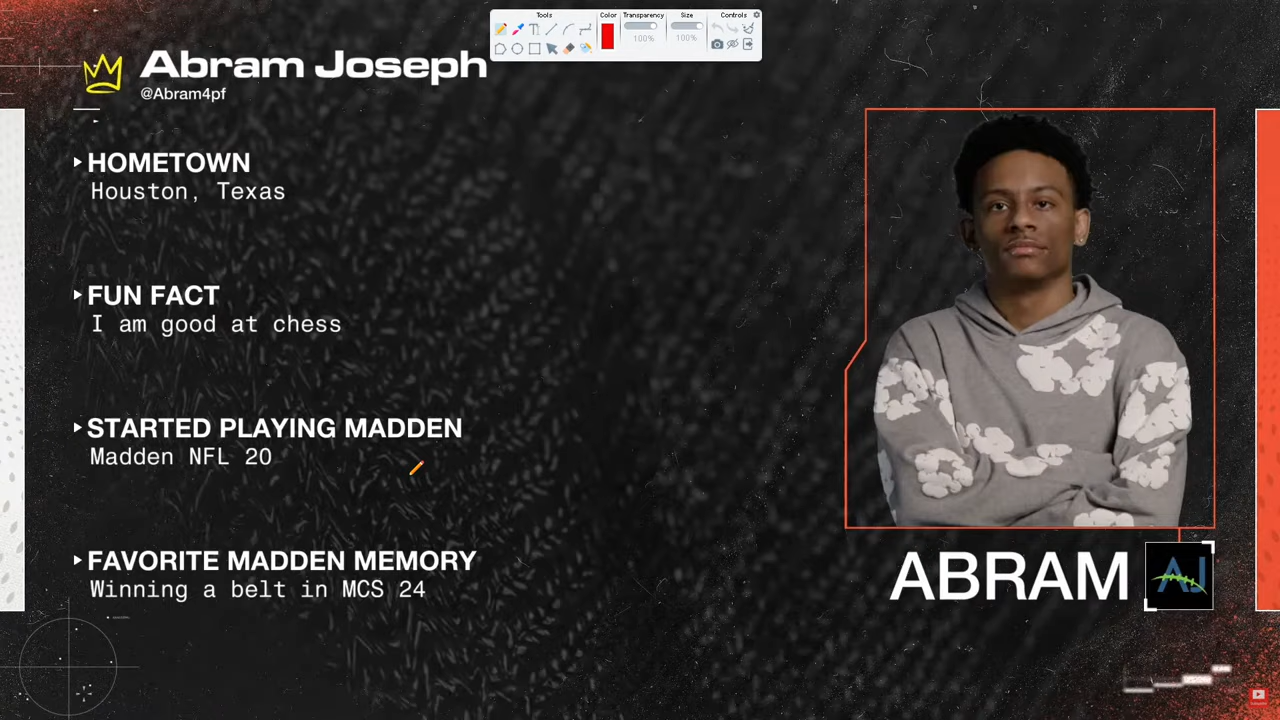 Tools
Color
Transparency
Size
Controls
100%
100%
Abram Joseph
@Abram4pf
HOMETOWN
Houston, Texas
FUN FACT
I am good at chess
STARTED PLAYING MADDEN
Madden NFL 20
FAVORITE MADDEN MEMORY
Winning a belt in MCS 24
ABRAM
AJ